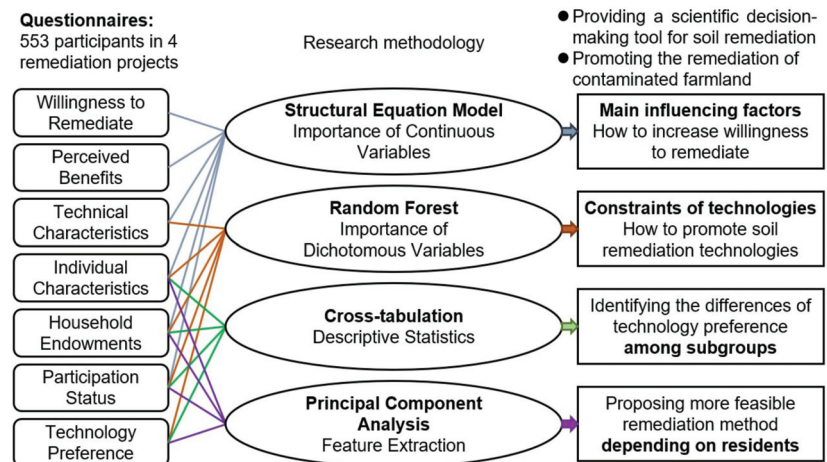 Questionnaires:
553 participants in 4
remediation projects
Research methodology
● Providing a scientific decision-
making tool for soil remediation
● Promoting the remediation of
contaminated farmland
Willingness to
Remediate
Perceived
Benefits
Technical
Characteristics
Individual
Characteristics
Household
Endowments
Participation
Status
Technology
Preference
Structural Equation Model
Importance of Continuous
Variables
Random Forest
Importance of
Dichotomous Variables
Cross-tabulation
Descriptive Statistics
Principal Component
Analysis
Feature Extraction
Main influencing factors
How to increase willingness
to remediate
Constraints of technologies
How to promote soil
remediation technologies
Identifying the differences of
technology preference
among subgroups
Proposing more feasible
remediation method
depending on residents